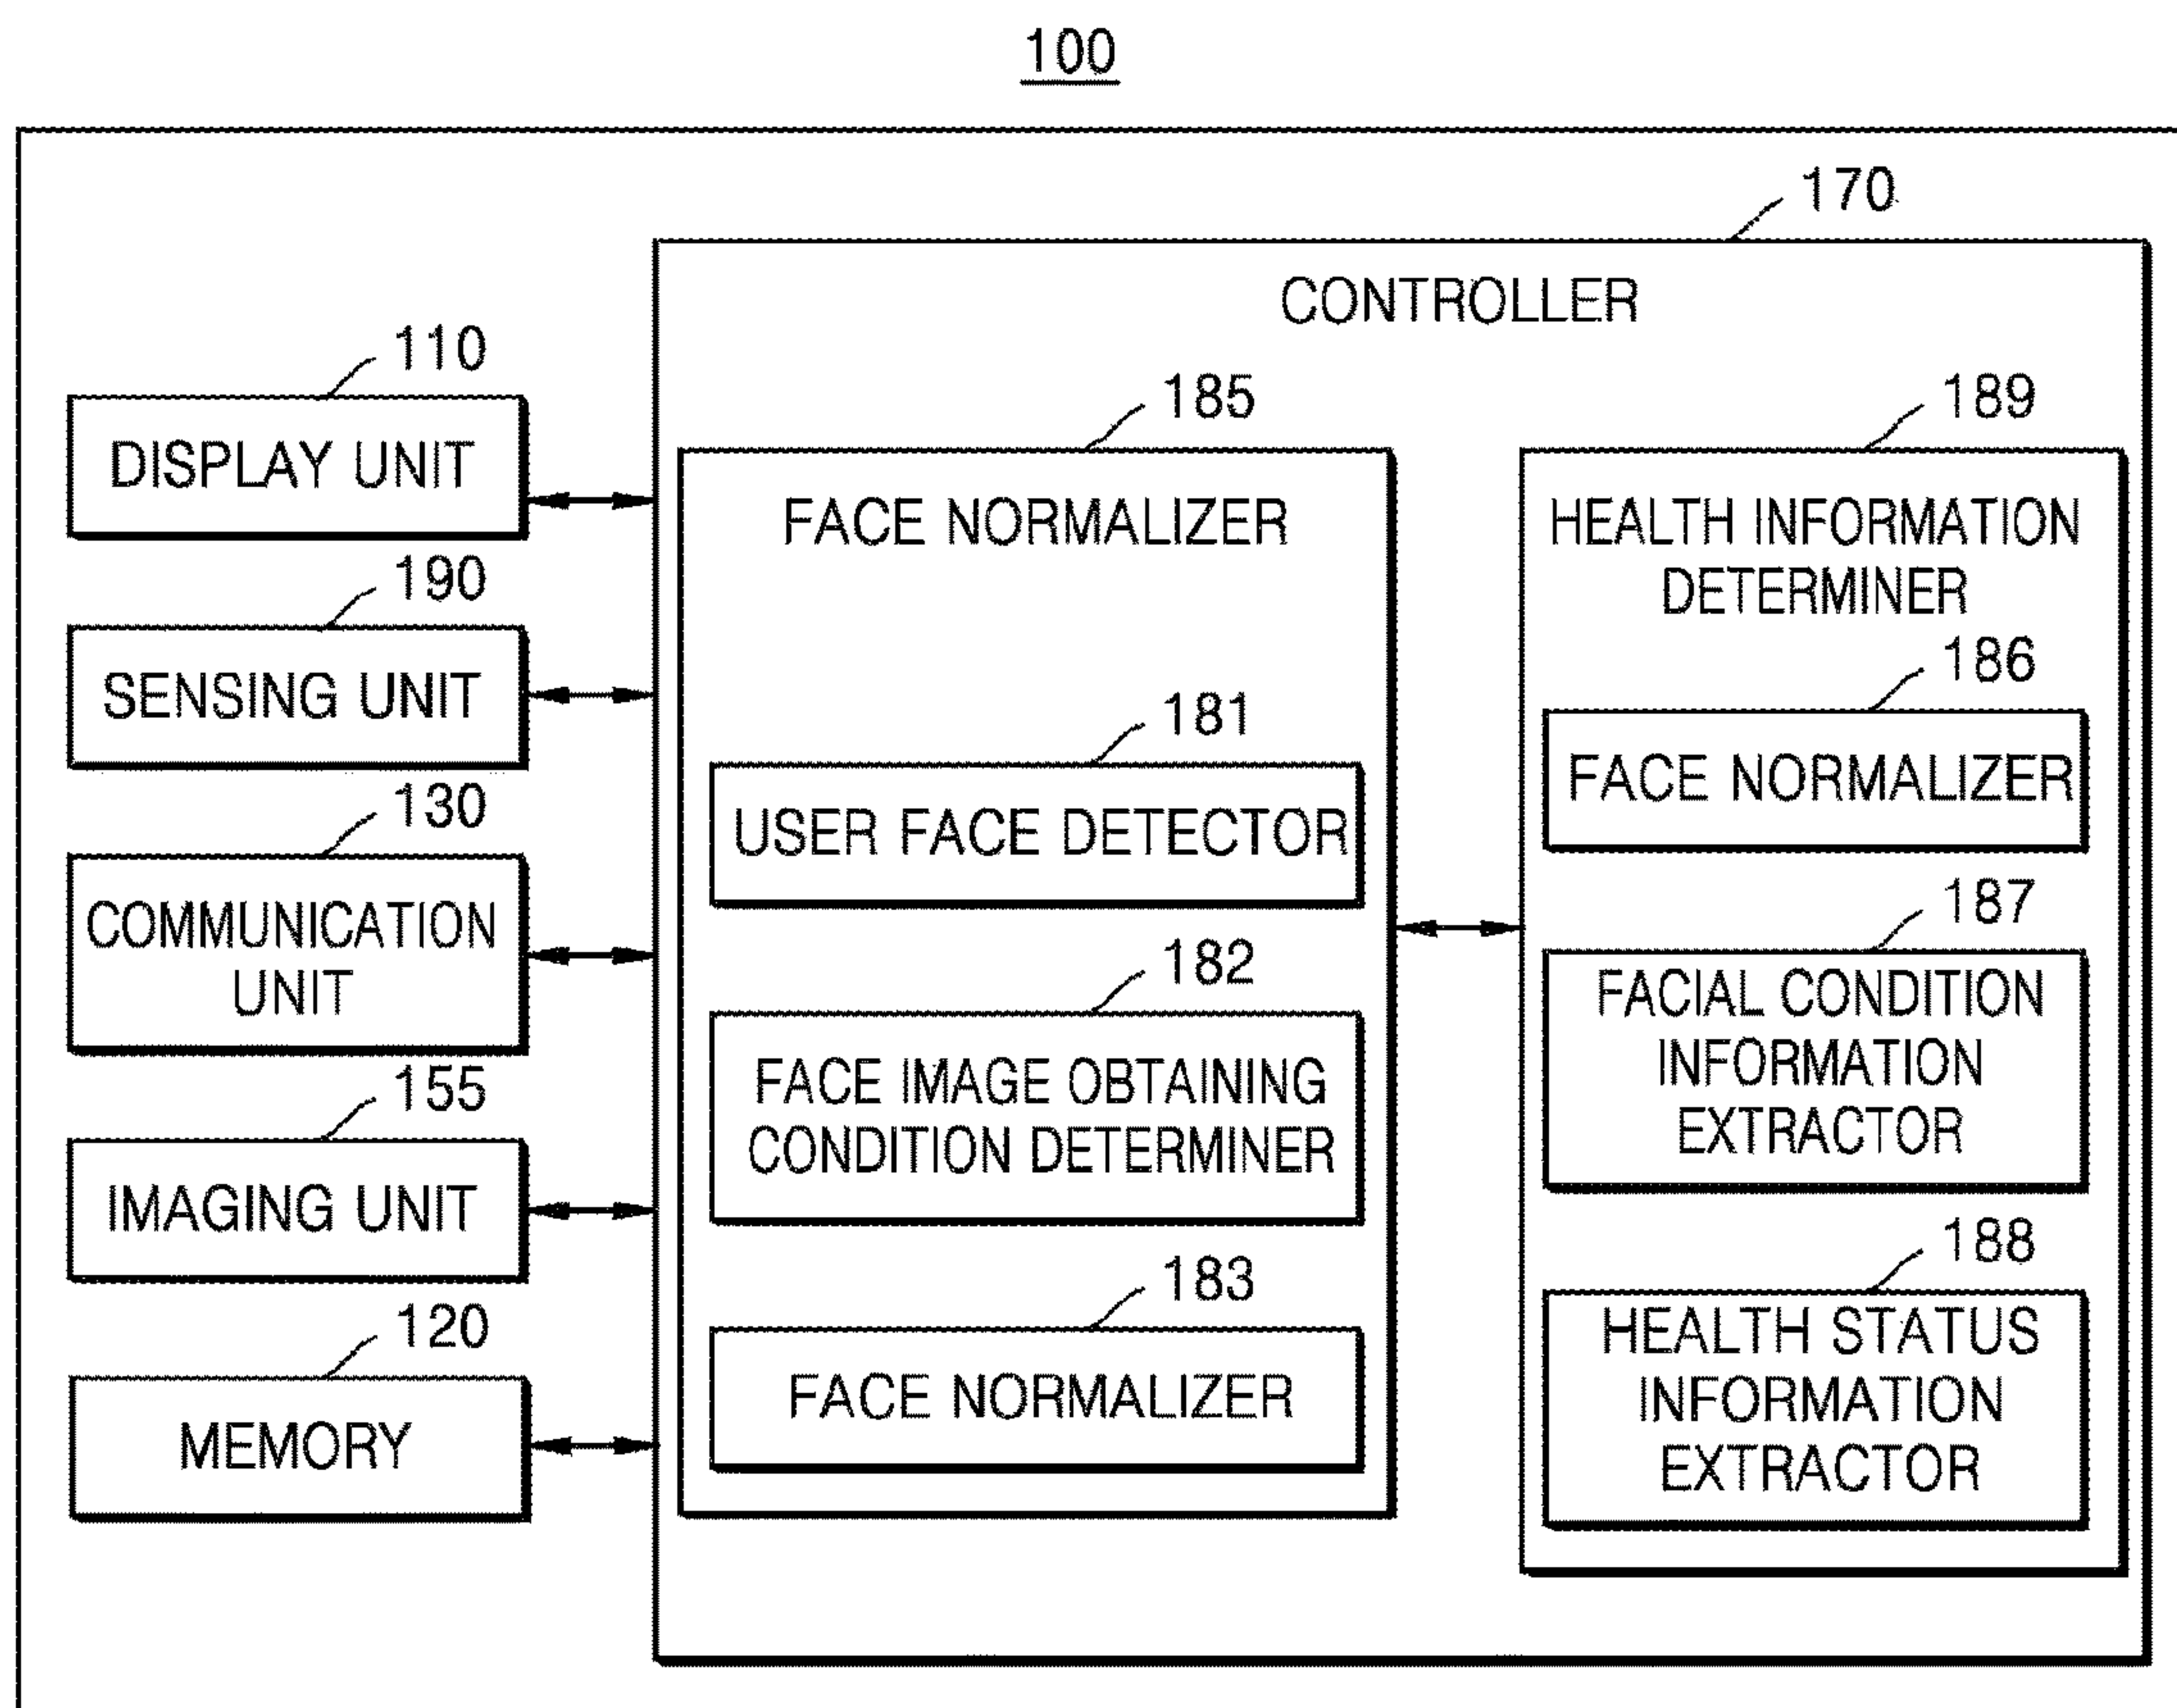 100
170
CONTROLLER
110
DISPLAY UNIT
190
SENSING UNIT
130
COMMUNICATION
UNIT
155
IMAGING UNIT
120
MEMORY
185
FACE NORMALIZER
181
USER FACE DETECTOR
182
FACE IMAGE OBTAINING
CONDITION DETERMINER
183
FACE NORMALIZER
189
HEALTH INFORMATION
DETERMINER
186
FACE NORMALIZER
187
FACIAL CONDITION
INFORMATION
EXTRACTOR
188
HEALTH STATUS
INFORMATION
EXTRACTOR